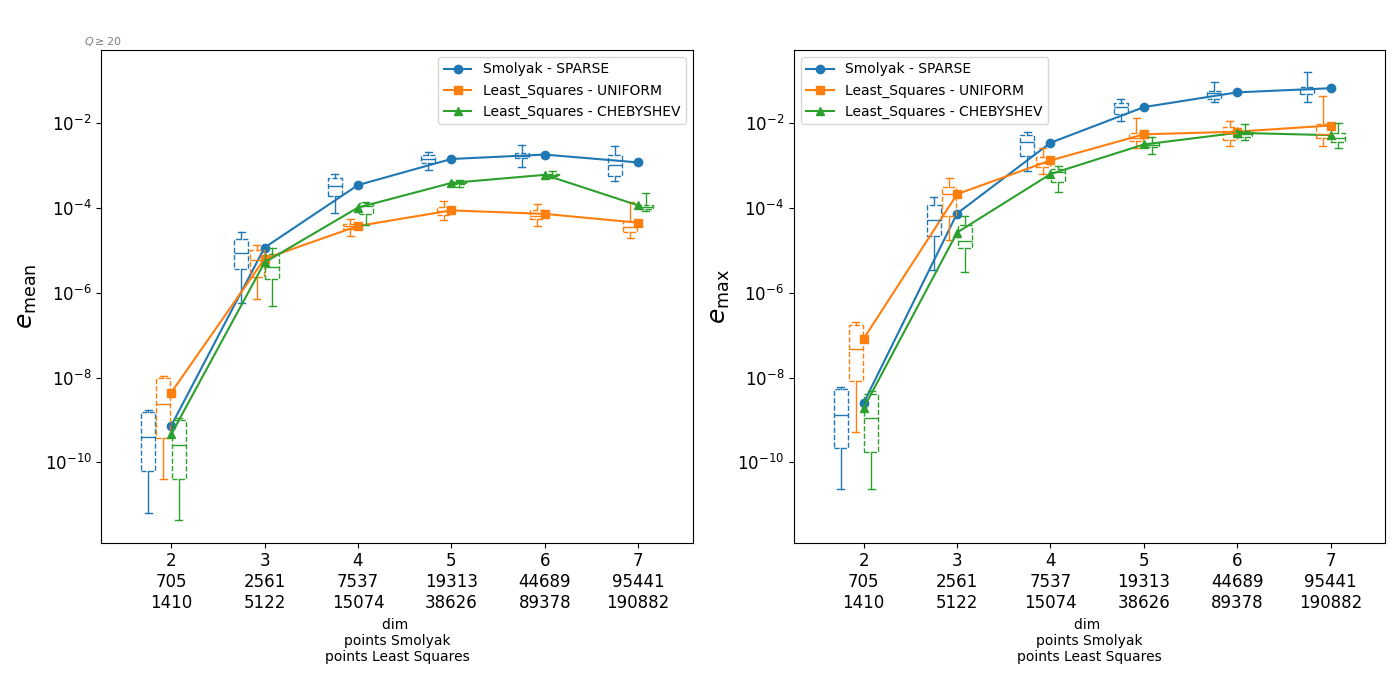 Q ≥ 20
Smolyak - SPARSE
Least_Squares - UNIFORM
Least_Squares - CHEBYSHEV
10⁻²
10⁻⁴
10⁻⁶
10⁻⁸
10⁻¹⁰
e_mean
2 3 4 5 6 7
705 2561 7537 19313 44689 95441
1410 5122 15074 38626 89378 190882
dim
points Smolyak
points Least Squares
Smolyak - SPARSE
Least_Squares - UNIFORM
Least_Squares - CHEBYSHEV
10⁻²
10⁻⁴
10⁻⁶
10⁻⁸
10⁻¹⁰
e_max
2 3 4 5 6 7
705 2561 7537 19313 44689 95441
1410 5122 15074 38626 89378 190882
dim
points Smolyak
points Least Squares